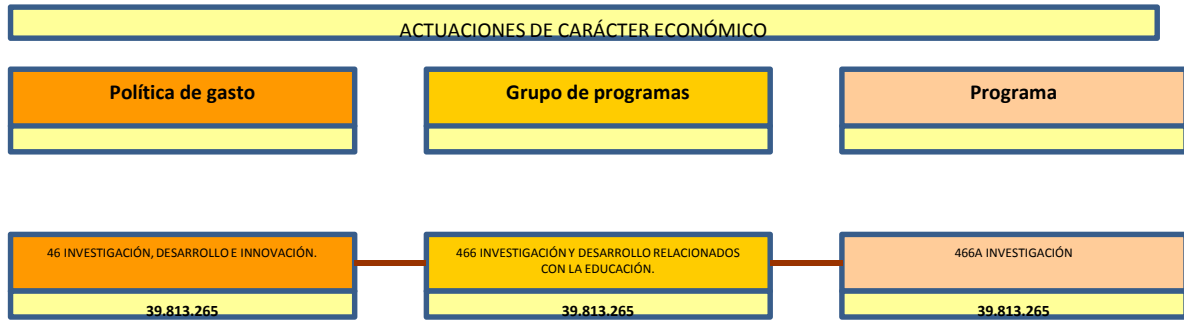 ACTUACIONES DE CARÁCTER ECONÓMICO
Política de gasto
Grupo de programas
Programa
46 INVESTIGACIÓN, DESARROLLO E INNOVACIÓN.
466 INVESTIGACIÓN Y DESARROLLO RELACIONADOS
CON LA EDUCACIÓN.
466A INVESTIGACIÓN
39.813.265
39.813.265
39.813.265